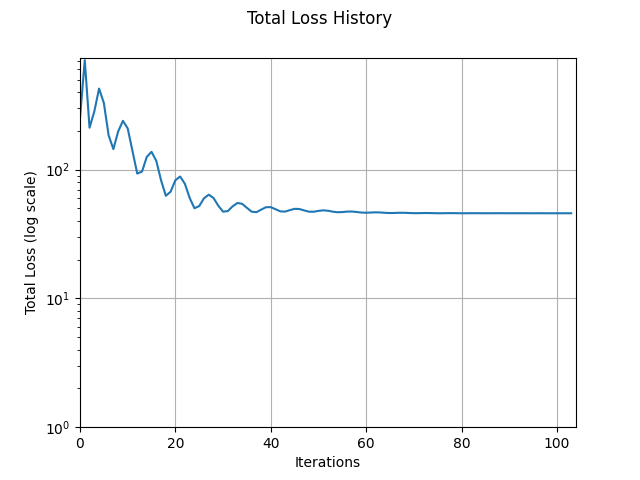 Total Loss History
Total Loss (log scale)
10²
10¹
10⁰
0 20 40 60 80 100
Iterations